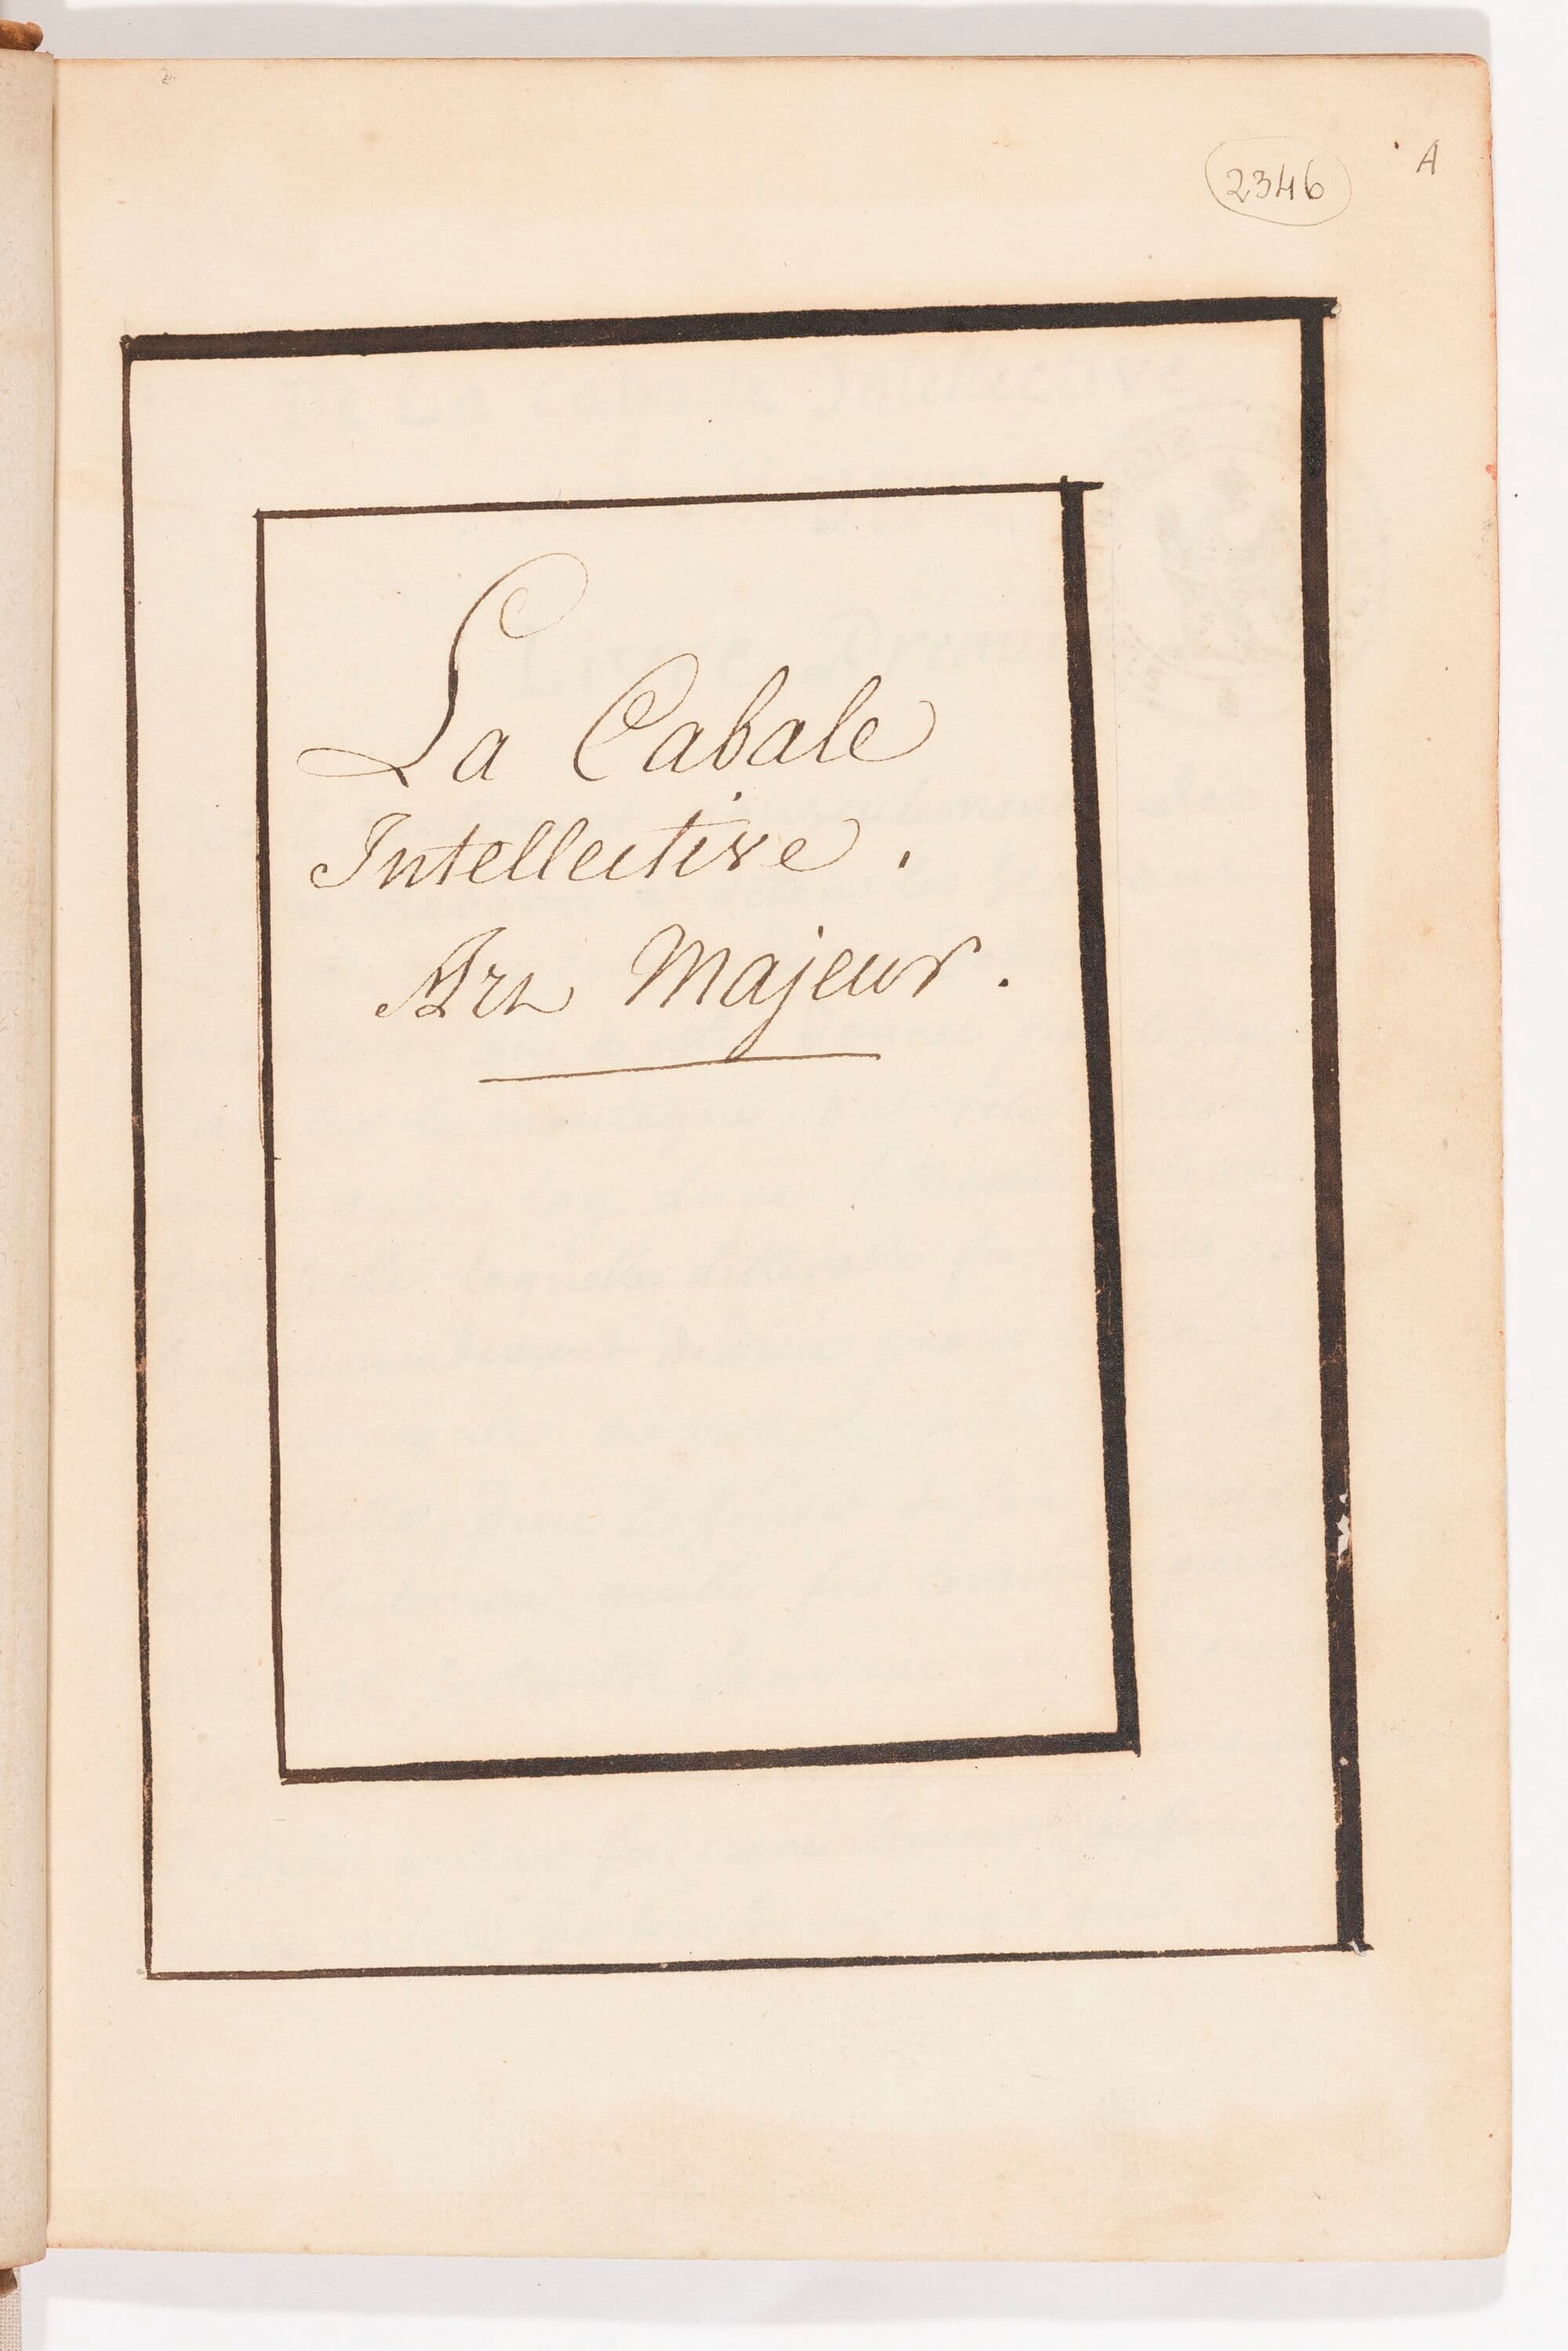 2346
A
La Cabale
Intellective.
Art Majeur.